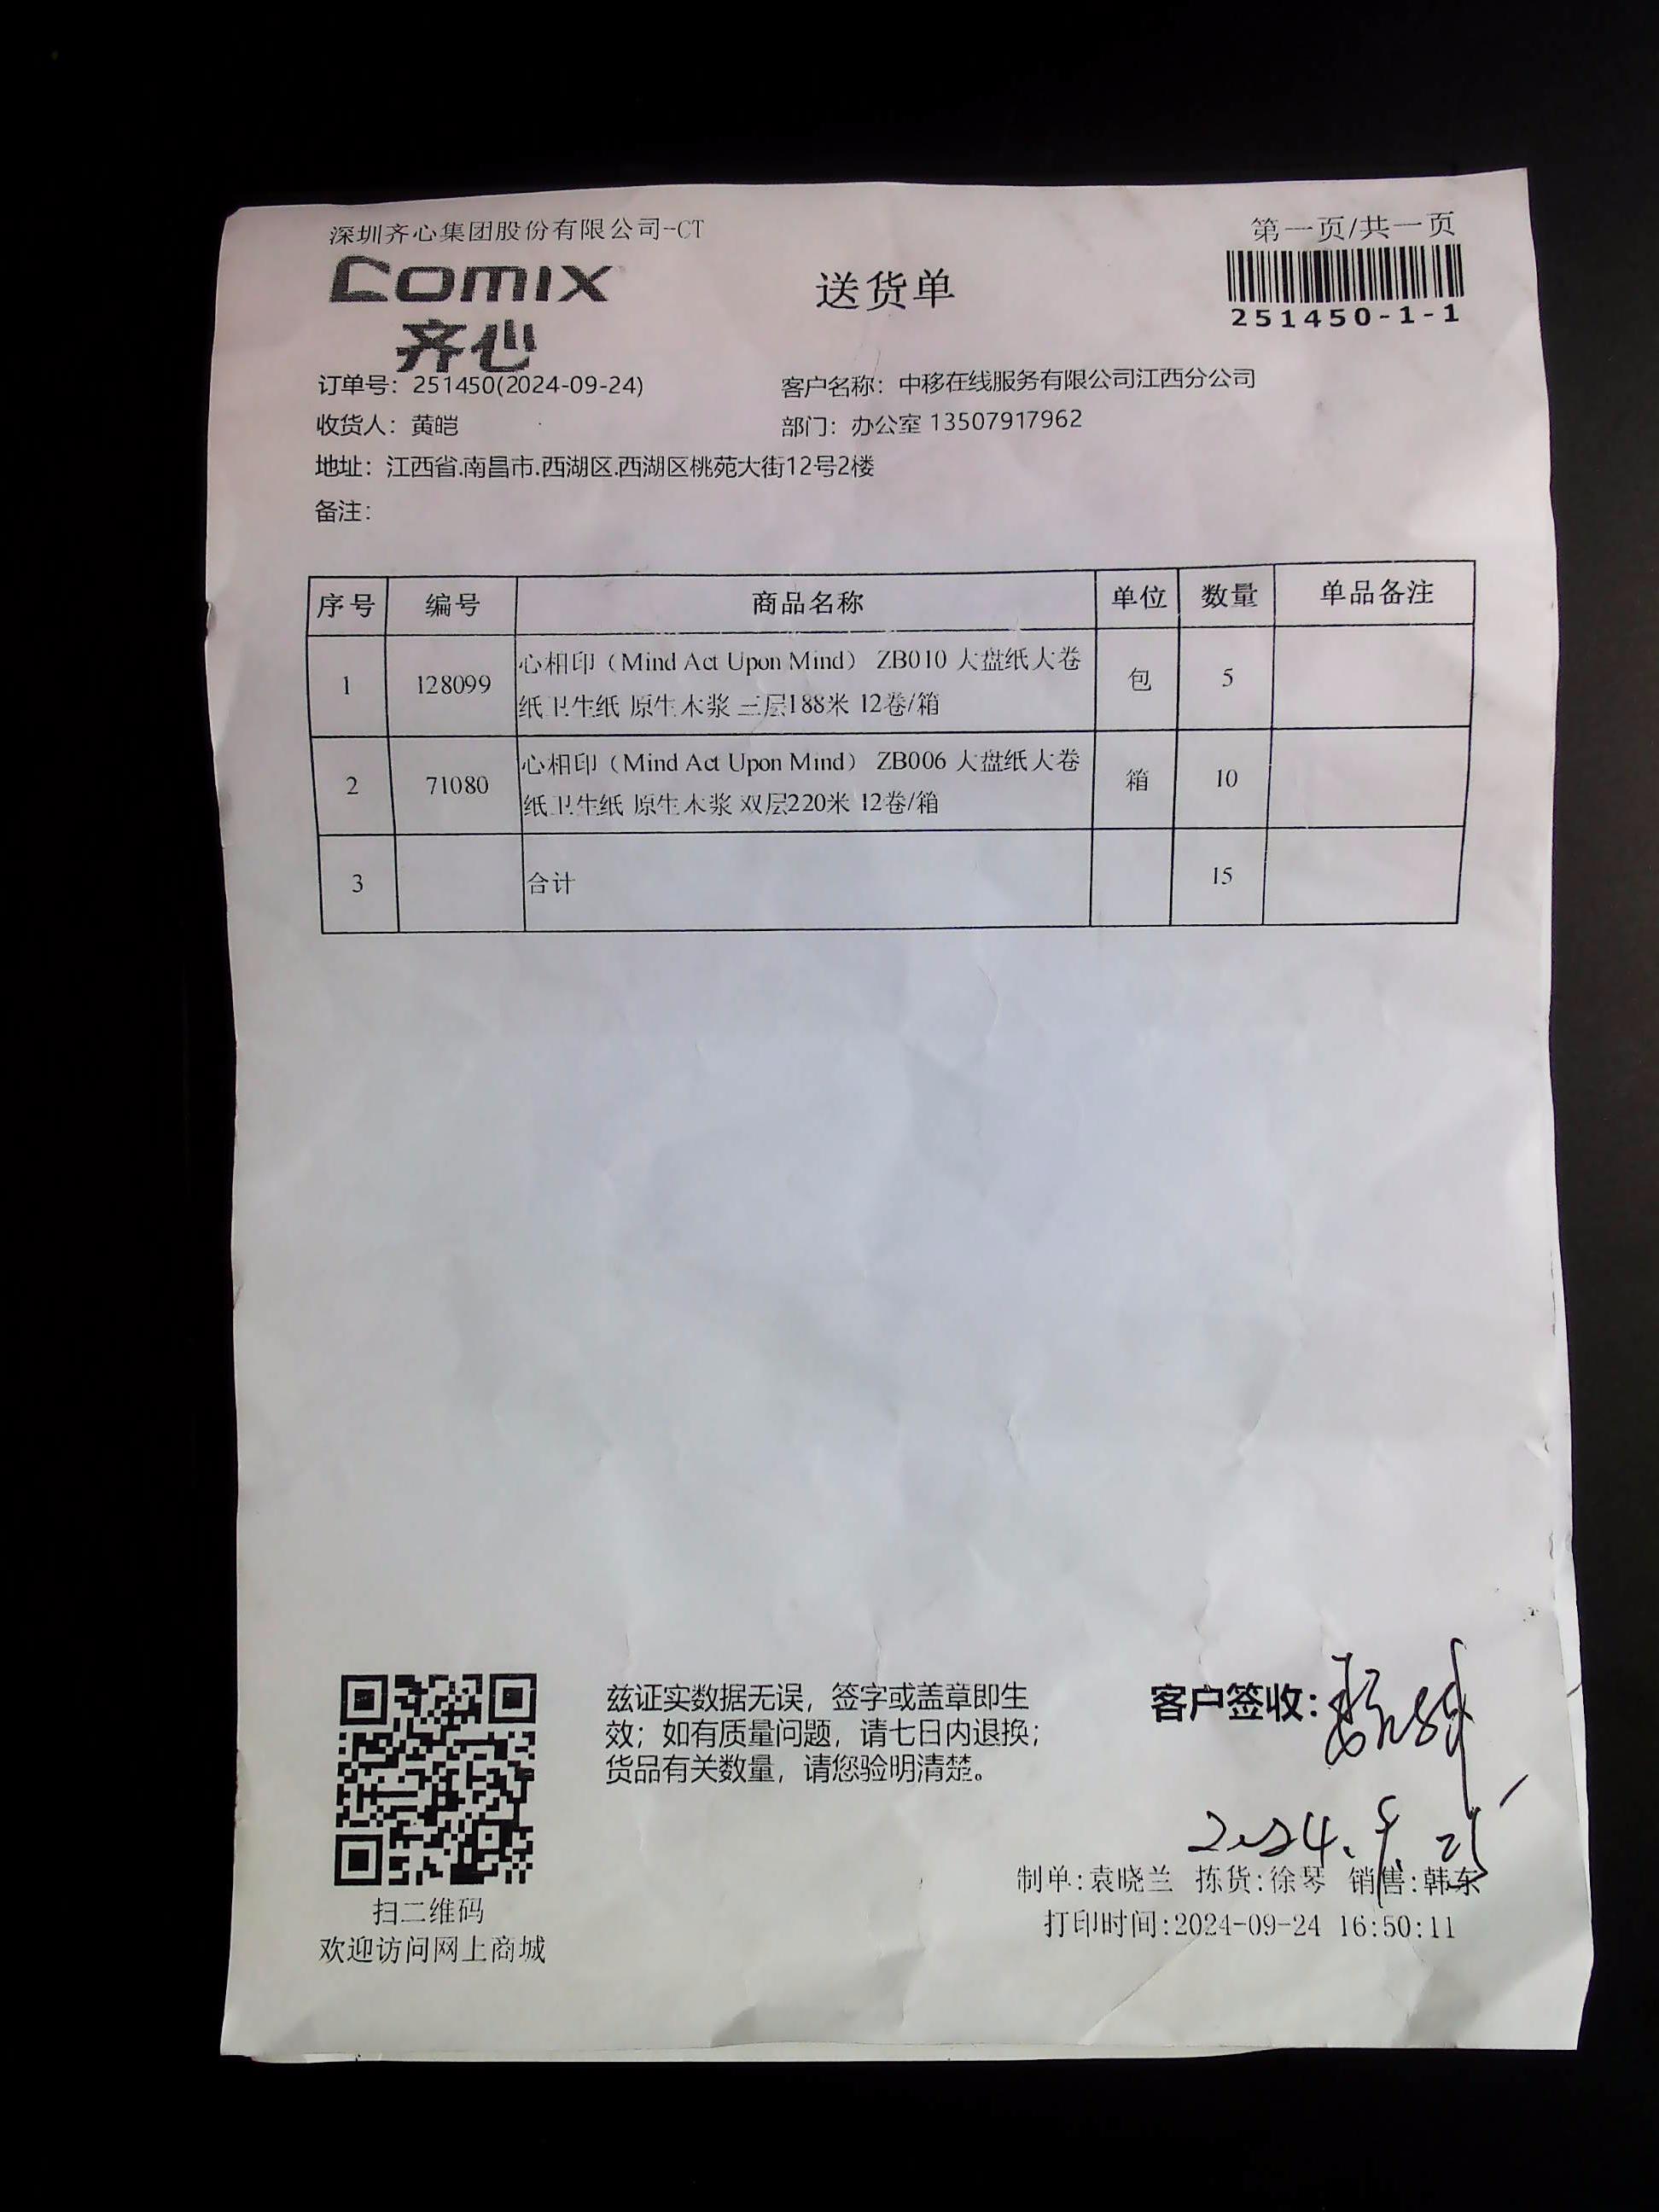 深圳齐心集团股份有限公司-CT
第一页/共一页
comix
齐心
送货单
251450-1-1
订单号：251450(2024-09-24)
客户名称：中移在线服务有限公司江西分公司
收货人：黄皑
部门：办公室 13507917962
地址：江西省.南昌市.西湖区.西湖区桃苑大街12号2楼
备注：
序号 编号 商品名称 单位 数量 单品备注
1 128099 心相印（Mind Act Upon Mind） ZB010 大盘纸大卷 包 5
纸卫生纸 原生木浆 三层188米 12卷/箱
2 71080 心相印（Mind Act Upon Mind） ZB006 大盘纸大卷 箱 10
纸卫生纸 原生木浆 双层220米 12卷/箱
3 合计 15
兹证实数据无误，签字或盖章即生
效；如有质量问题，请七日内退换；
货品有关数量，请您验明清楚。
客户签收：
2024.9.25
制单:袁晓兰 拣货:徐琴 销售:韩东
打印时间:2024-09-24 16:50:11
扫二维码
欢迎访问网上商城